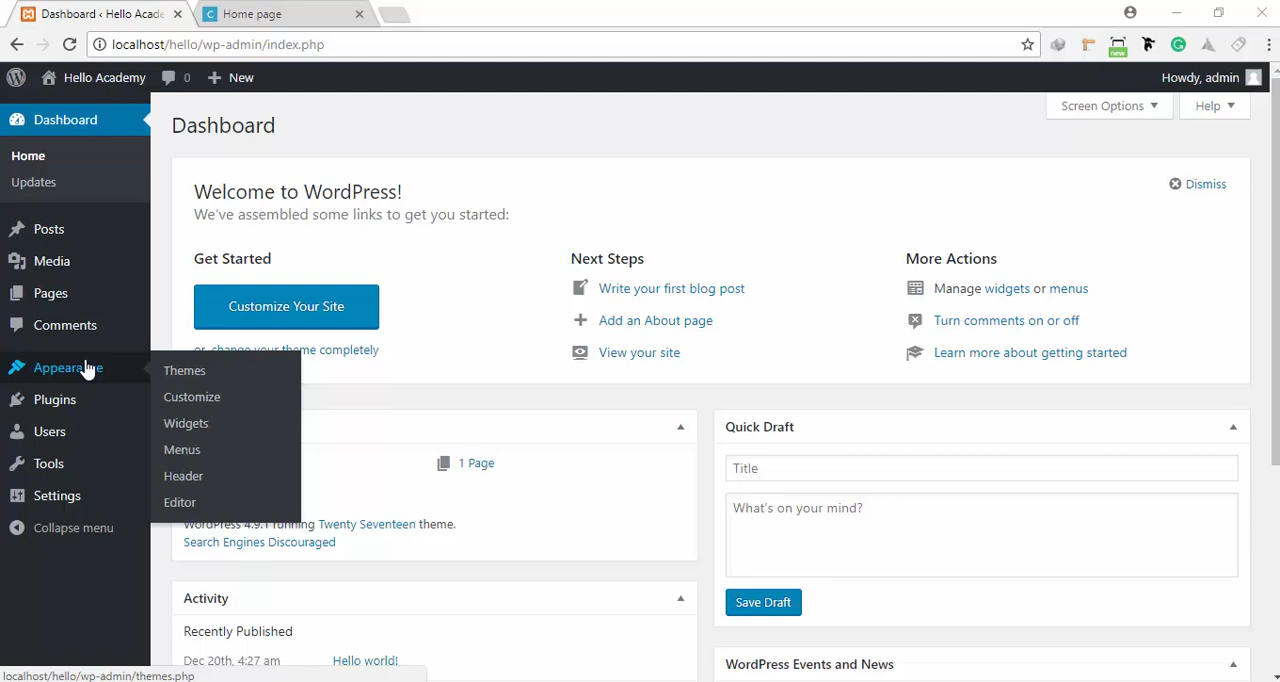 Dashboard ‹ Hello Acade
Home page
localhost/hello/wp-admin/index.php
new
Hello Academy
0
New
Howdy, admin
Dashboard
Home
Updates
Posts
Media
Pages
Comments
Appearance
Plugins
Users
Tools
Settings
Collapse menu
Themes
Customize
Widgets
Menus
Header
Editor
Screen Options
Help
Dashboard
Welcome to WordPress!
We've assembled some links to get you started:
Dismiss
Get Started
Customize Your Site
or, change your theme completely
Next Steps
Write your first blog post
Add an About page
View your site
More Actions
Manage widgets or menus
Turn comments on or off
Learn more about getting started
1 Page
WordPress 4.9.1 running Twenty Seventeen theme.
Search Engines Discouraged
Activity
Recently Published
Dec 20th, 4:27 am
Hello world!
Quick Draft
Title
What's on your mind?
Save Draft
WordPress Events and News
localhost/hello/wp-admin/themes.php